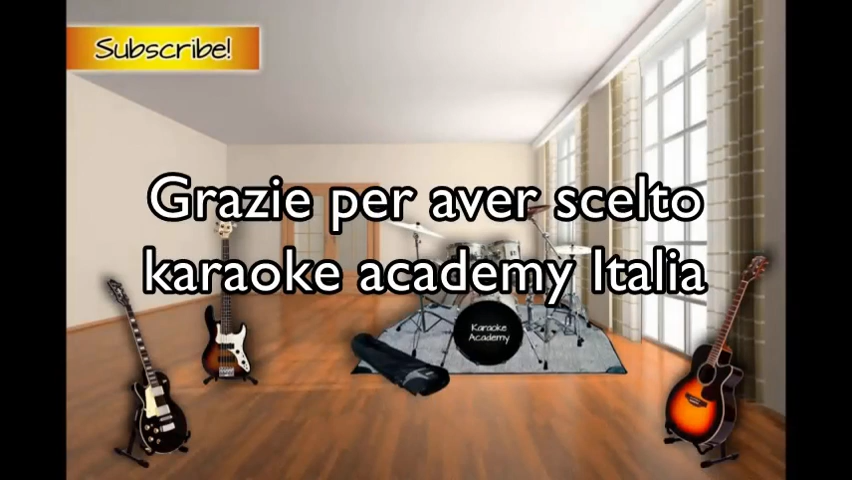 Subscribe!
Grazie per aver scelto
karaoke academy Italia
Karaoke
Academy